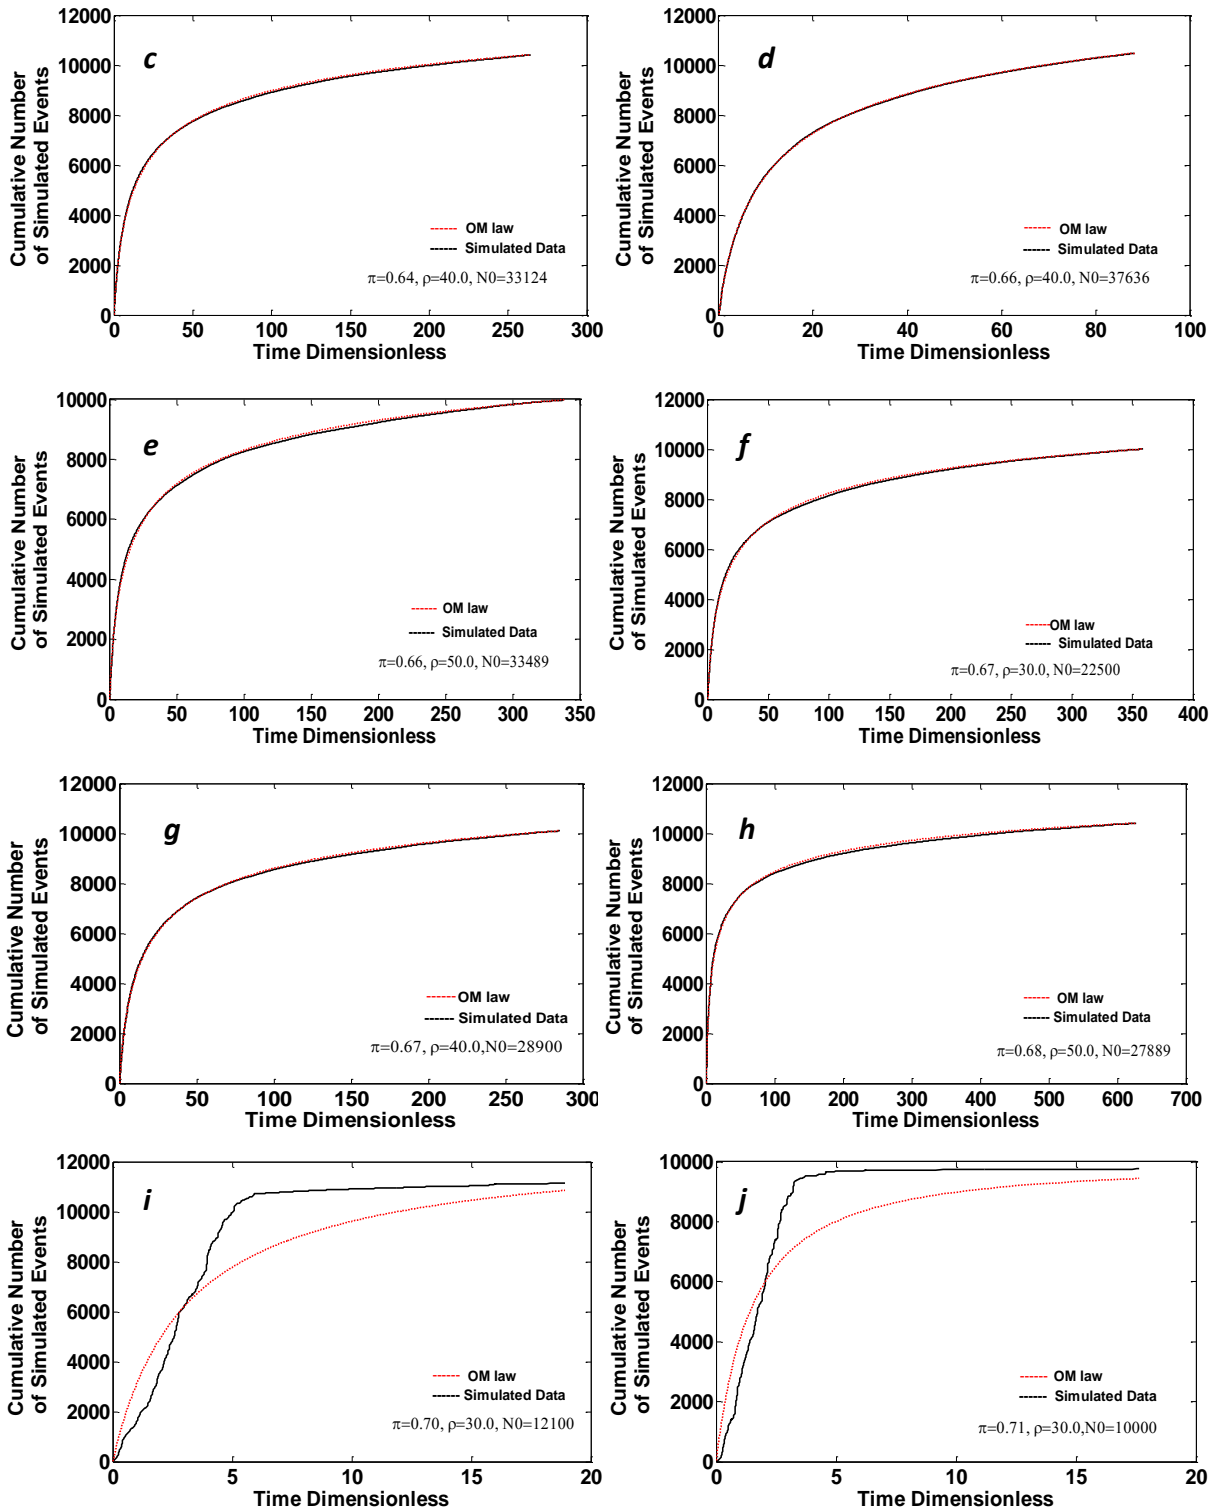 12000
10000
8000
6000
4000
2000
0
Cumulative Number
of Simulated Events
c
OM law
Simulated Data
π=0.64, ρ=40.0, N0=33124
0 50 100 150 200 250 300
Time Dimensionless
12000
10000
8000
6000
4000
2000
0
Cumulative Number
of Simulated Events
d
OM law
Simulated Data
π=0.66, ρ=40.0, N0=37636
0 20 40 60 80 100
Time Dimensionless
10000
8000
6000
4000
2000
0
Cumulative Number
of Simulated Events
e
OM law
Simulated Data
π=0.66, ρ=50.0, N0=33489
0 50 100 150 200 250 300 350
Time Dimensionless
12000
10000
8000
6000
4000
2000
0
Cumulative Number
of Simulated Events
f
OM law
Simulated Data
π=0.67, ρ=30.0, N0=22500
0 50 100 150 200 250 300 350 400
Time Dimensionless
12000
10000
8000
6000
4000
2000
0
Cumulative Number
of Simulated Events
g
OM law
Simulated Data
π=0.67, ρ=40.0,N0=28900
0 50 100 150 200 250 300
Time Dimensionless
12000
10000
8000
6000
4000
2000
0
Cumulative Number
of Simulated Events
h
OM law
Simulated Data
π=0.68, ρ=50.0, N0=27889
0 100 200 300 400 500 600 700
Time Dimensionless
12000
10000
8000
6000
4000
2000
0
Cumulative Number
of Simulated Events
i
OM law
Simulated Data
π=0.70, ρ=30.0, N0=12100
0 5 10 15 20
Time Dimensionless
10000
8000
6000
4000
2000
0
Cumulative Number
of Simulated Events
j
OM law
Simulated Data
π=0.71, ρ=30.0,N0=10000
0 5 10 15 20
Time Dimensionless